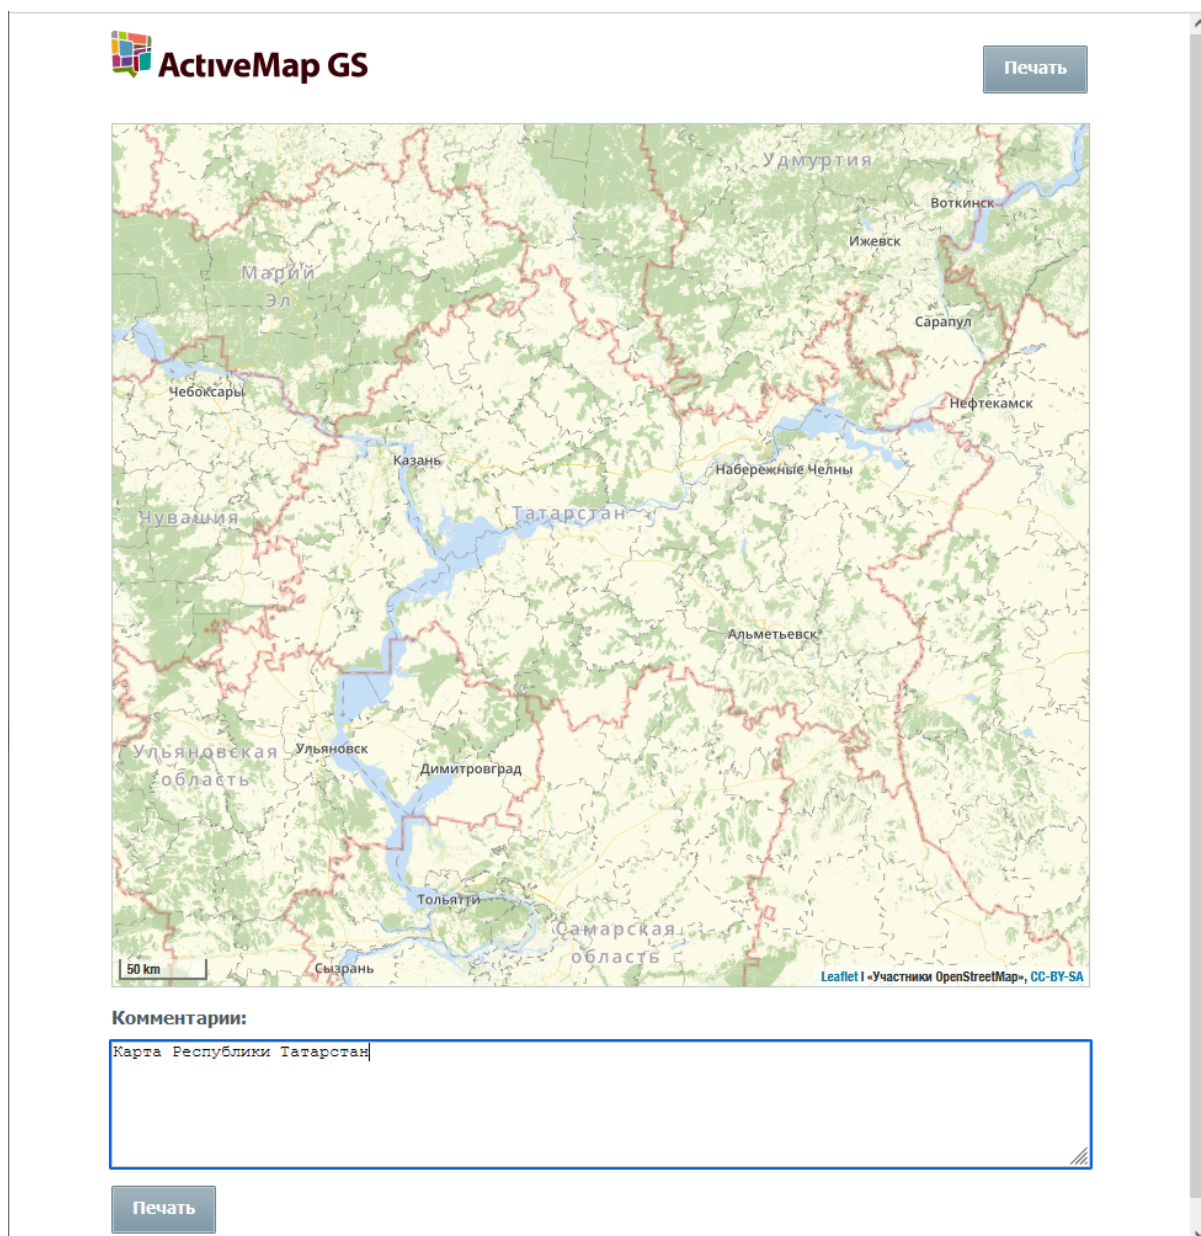 ActiveMap GS
Печать
Удмуртия
Воткинск
Ижевск
Марий
Эл
Сарапул
Чебоксары
Нефтекамск
Казань
Набережные Челны
Чувашия
Татарстан
Альметьевск
Ульяновская
область
Ульяновск
Димитровград
Тольятти
Самарская
область
Сызрань
50 km
Leaflet | «Участники OpenStreetMap», CC-BY-SA
Комментарии:
Карта Республики Татарстан
Печать